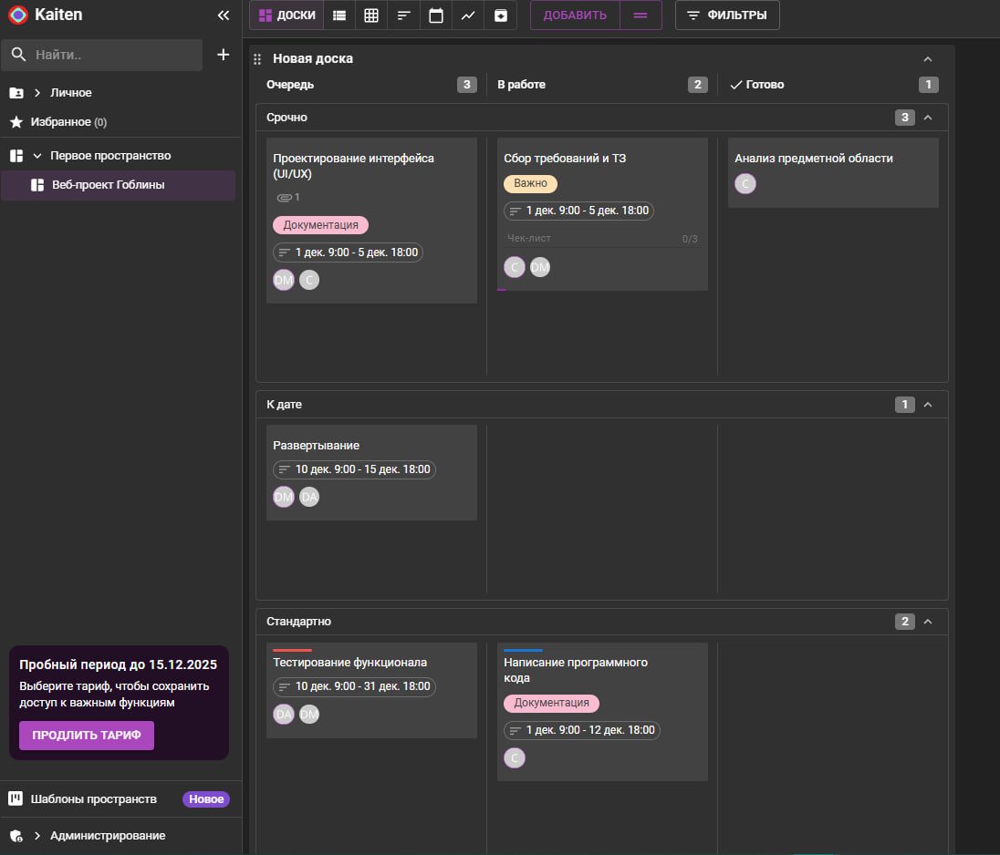 Kaiten
Найти..
Личное
Избранное (0)
Первое пространство
Веб-проект Гоблины
Пробный период до 15.12.2025
Выберите тариф, чтобы сохранить
доступ к важным функциям
ПРОДЛИТЬ ТАРИФ
Шаблоны пространств Новое
Администрирование
ДОСКИ ДОБАВИТЬ ФИЛЬТРЫ
Новая доска
Очередь 3 В работе 2 Готово 1
Срочно 3
Проектирование интерфейса
(UI/UX)
1
Документация
1 дек. 9:00 - 5 дек. 18:00
DM C
Сбор требований и ТЗ
Важно
1 дек. 9:00 - 5 дек. 18:00
Чек-лист 0/3
C DM
Анализ предметной области
C
К дате 1
Развертывание
10 дек. 9:00 - 15 дек. 18:00
DM DA
Стандартно 2
Тестирование функционала
10 дек. 9:00 - 31 дек. 18:00
DA DM
Написание программного
кода
Документация
1 дек. 9:00 - 12 дек. 18:00
C